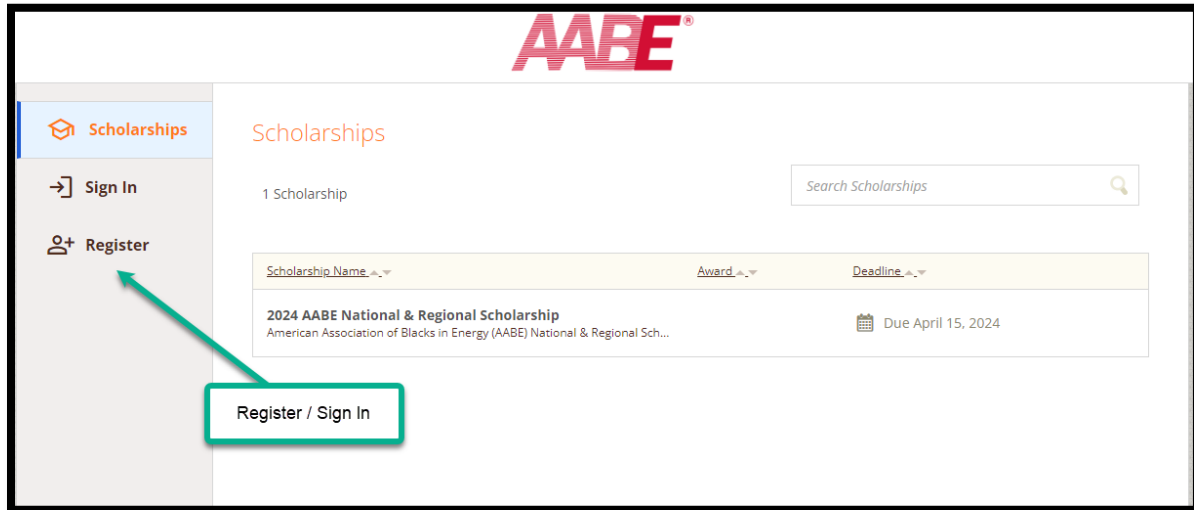 AABE®
Scholarships
Sign In
Register
Scholarships
1 Scholarship
Search Scholarships
Scholarship Name Award Deadline
2024 AABE National & Regional Scholarship
American Association of Blacks in Energy (AABE) National & Regional Sch...
Due April 15, 2024
Register / Sign In